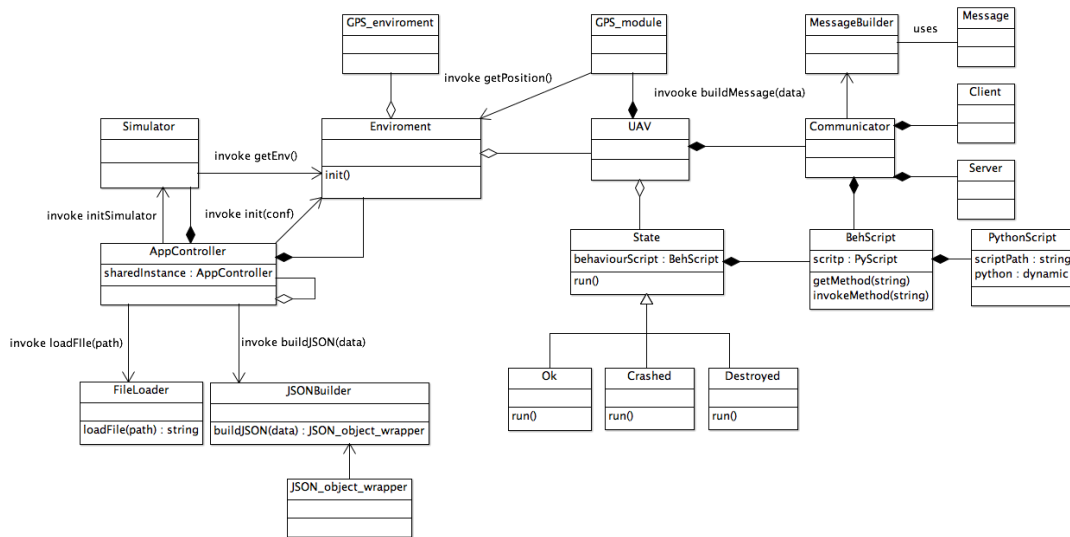 GPS_enviroment
GPS_module
MessageBuilder
Message
uses
invoke getPosition()
invooke buildMessage(data)
Client
Simulator
Enviroment
UAV
Communicator
invoke getEnv()
init()
Server
invoke initSimulator
invoke init(conf)
AppController
sharedInstance : AppController
State
behaviourScript : BehScript
run()
BehScript
scritp : PyScript
getMethod(string)
invokeMethod(string)
PythonScript
scriptPath : string
python : dynamic
invoke loadFIle(path)
invoke buildJSON(data)
FileLoader
loadFile(path) : string
JSONBuilder
buildJSON(data) : JSON_object_wrapper
Ok
run()
Crashed
run()
Destroyed
run()
JSON_object_wrapper